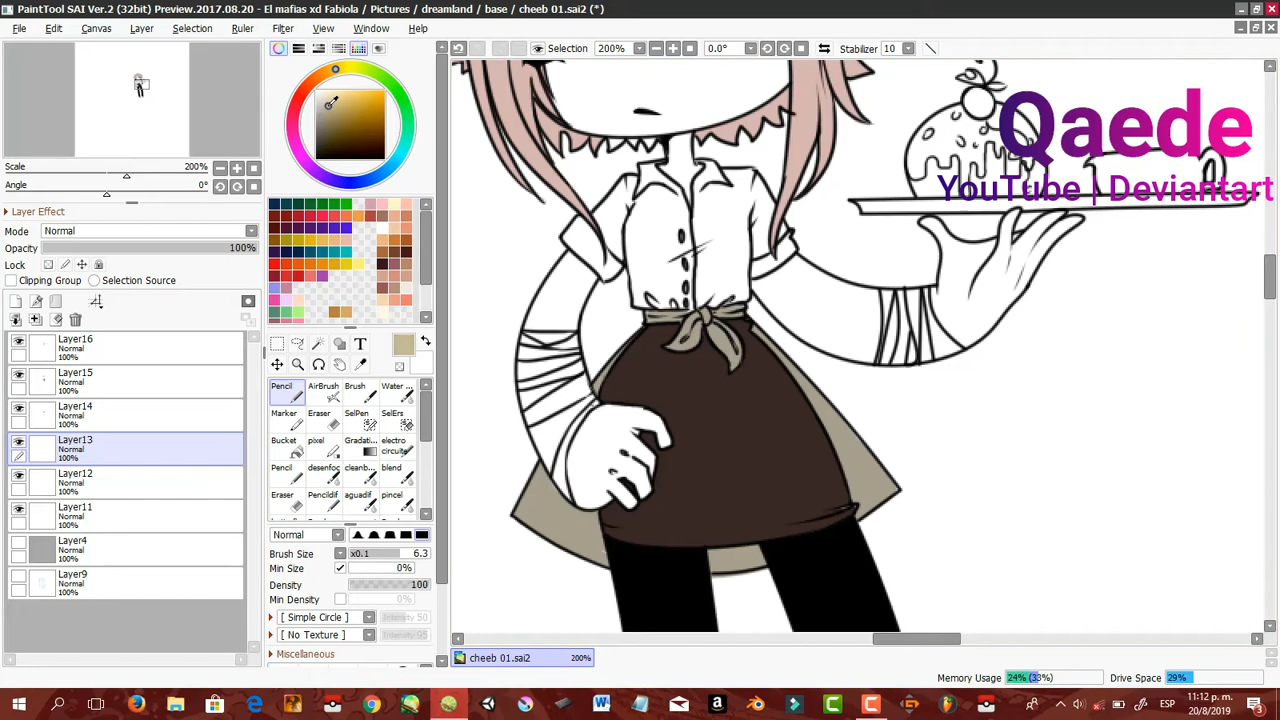 PaintTool SAI Ver.2 (32bit) Preview.2017.08.20 - El mafias xd Fabiola / Pictures / dreamland / base / cheeb 01.sai2 (*)
File Edit Canvas Layer Selection Ruler Filter View Window Help
Selection 200% 0.0° Stabilizer 10
Scale 200%
Angle 0°
Layer Effect
Mode Normal
Opacity 100%
Lock
Clipping Group Selection Source
Layer16
Normal
100%
Layer15
Normal
100%
Layer14
Normal
100%
Layer13
Normal
100%
Layer12
Normal
100%
Layer11
Normal
100%
Layer4
Normal
100%
Layer9
Normal
100%
T
Pencil AirBrush Brush Water ...
Marker Eraser SelPen SelErs
Bucket pixel Gradati... electro
circuite
Pencil desenfoc cleanb... blend
Eraser Pencildif aguadif pincel
Normal
Brush Size x0.1 6.3
Min Size 0%
Density 100
Min Density 0%
[ Simple Circle ] Intensity 50
[ No Texture ] Intensity 95
Miscellaneous
Qaede
YouTube | Deviantart
cheeb 01.sai2 200%
Memory Usage 24% (33%) Drive Space 29%
ESP
11:12 p. m.
20/8/2019
3